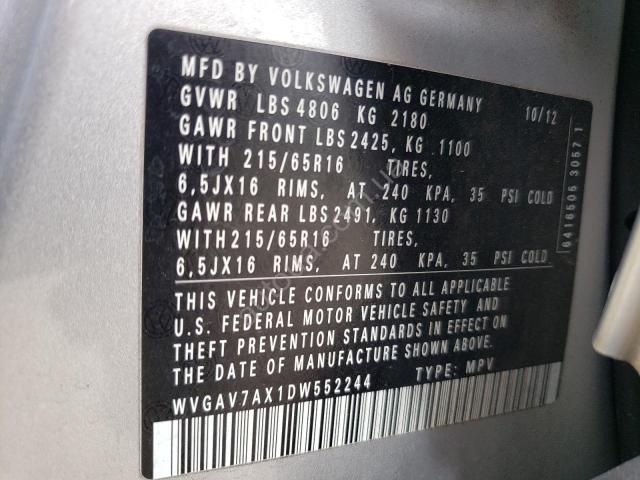 MFD BY VOLKSWAGEN AG GERMANY 10/12
GVWR LBS 4806 KG 2180
GAWR FRONT LBS 2425, KG 1100
WITH 215/65R16 TIRES,
6,5JX16 RIMS, AT 240 KPA, 35 PSI COLD
GAWR REAR LBS 2491, KG 1130
WITH 215/65R16 TIRES,
6,5JX16 RIMS, AT 240 KPA, 35 PSI COLD
THIS VEHICLE CONFORMS TO ALL APPLICABLE
U.S. FEDERAL MOTOR VEHICLE SAFETY AND
THEFT PREVENTION STANDARDS IN EFFECT ON
THE DATE OF MANUFACTURE SHOWN ABOVE.
WVGAV7AX1DW552244 TYPE: MPV
6416505 3057 1